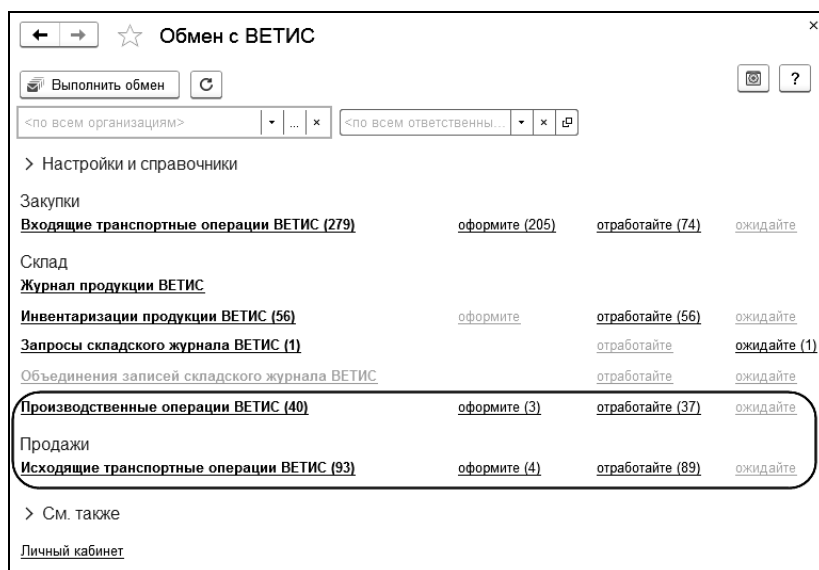 Обмен с ВЕТИС
Выполнить обмен ?
<по всем организациям> ... <по всем ответственны...
Настройки и справочники
Закупки
Входящие транспортные операции ВЕТИС (279) оформите (205) отработайте (74) ожидайте
Склад
Журнал продукции ВЕТИС
Инвентаризации продукции ВЕТИС (56) оформите отработайте (56) ожидайте
Запросы складского журнала ВЕТИС (1) отработайте ожидайте (1)
Объединения записей складского журнала ВЕТИС отработайте ожидайте
Производственные операции ВЕТИС (40) оформите (3) отработайте (37) ожидайте
Продажи
Исходящие транспортные операции ВЕТИС (93) оформите (4) отработайте (89) ожидайте
См. также
Личный кабинет